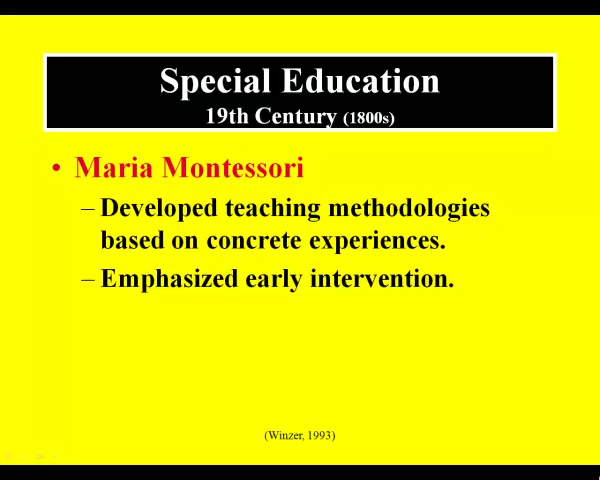 Special Education
19th Century (1800s)
• Maria Montessori
– Developed teaching methodologies
based on concrete experiences.
– Emphasized early intervention.
(Winzer, 1993)